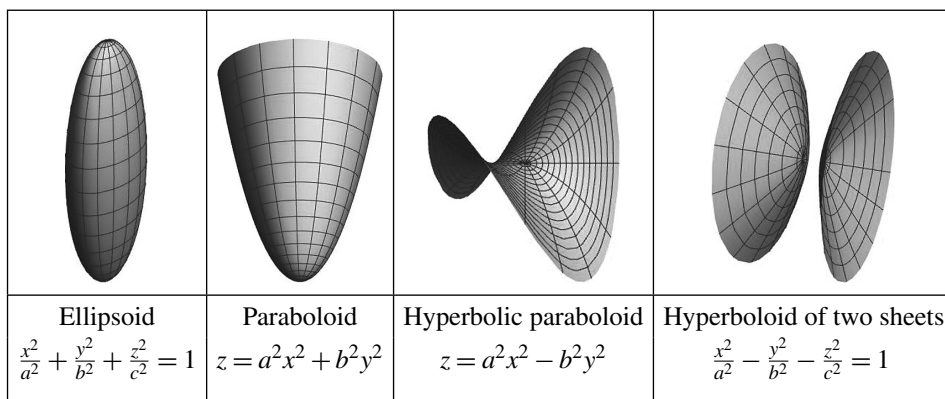 Ellipsoid Paraboloid Hyperbolic paraboloid Hyperboloid of two sheets
x²/a² + y²/b² + z²/c² = 1 z = a²x² + b²y² z = a²x² − b²y² x²/a² − y²/b² − z²/c² = 1